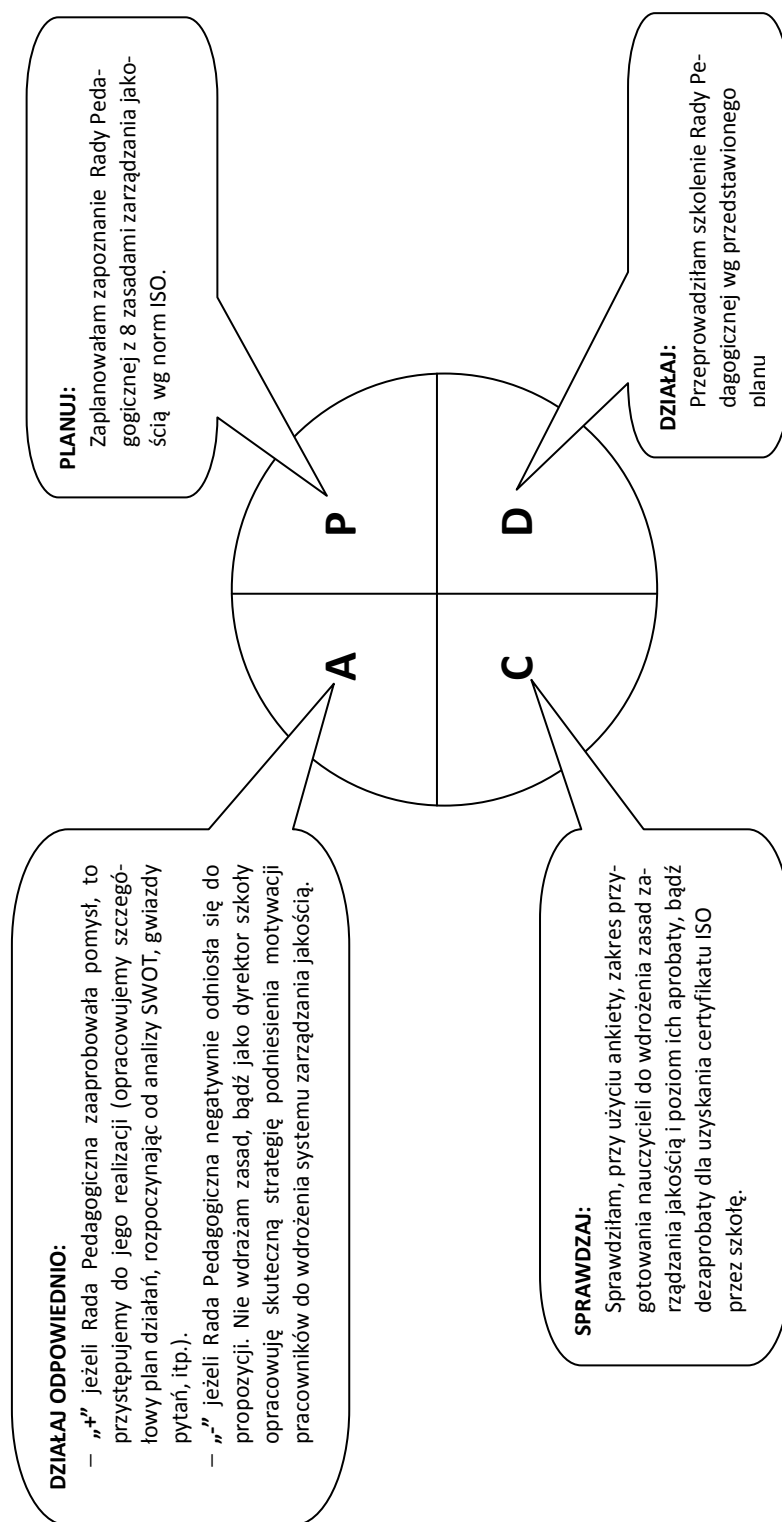 DZIAŁAJ ODPOWIEDNIO:
– „+” jeżeli Rada Pedagogiczna zaaprobowała pomysł, to
przystępujemy do jego realizacji (opracowujemy szczegó-
łowy plan działań, rozpoczynając od analizy SWOT, gwiazdy
pytań, itp.).
– „-” jeżeli Rada Pedagogiczna negatywnie odniosła się do
propozycji. Nie wdrażam zasad, bądź jako dyrektor szkoły
opracowuję skuteczną strategię podniesienia motywacji
pracowników do wdrożenia systemu zarządzania jakością.
PLANUJ:
Zaplanowałam zapoznanie Rady Peda-
gogicznej z 8 zasadami zarządzania jako-
ścią wg norm ISO.
A
P
C
D
SPRAWDZAJ:
Sprawdziłam, przy użyciu ankiety, zakres przy-
gotowania nauczycieli do wdrożenia zasad za-
rządzania jakością i poziom ich aprobaty, bądź
dezaprobaty dla uzyskania certyfikatu ISO
przez szkołę.
DZIAŁAJ:
Przeprowadziłam szkolenie Rady Pe-
dagogicznej wg przedstawionego
planu